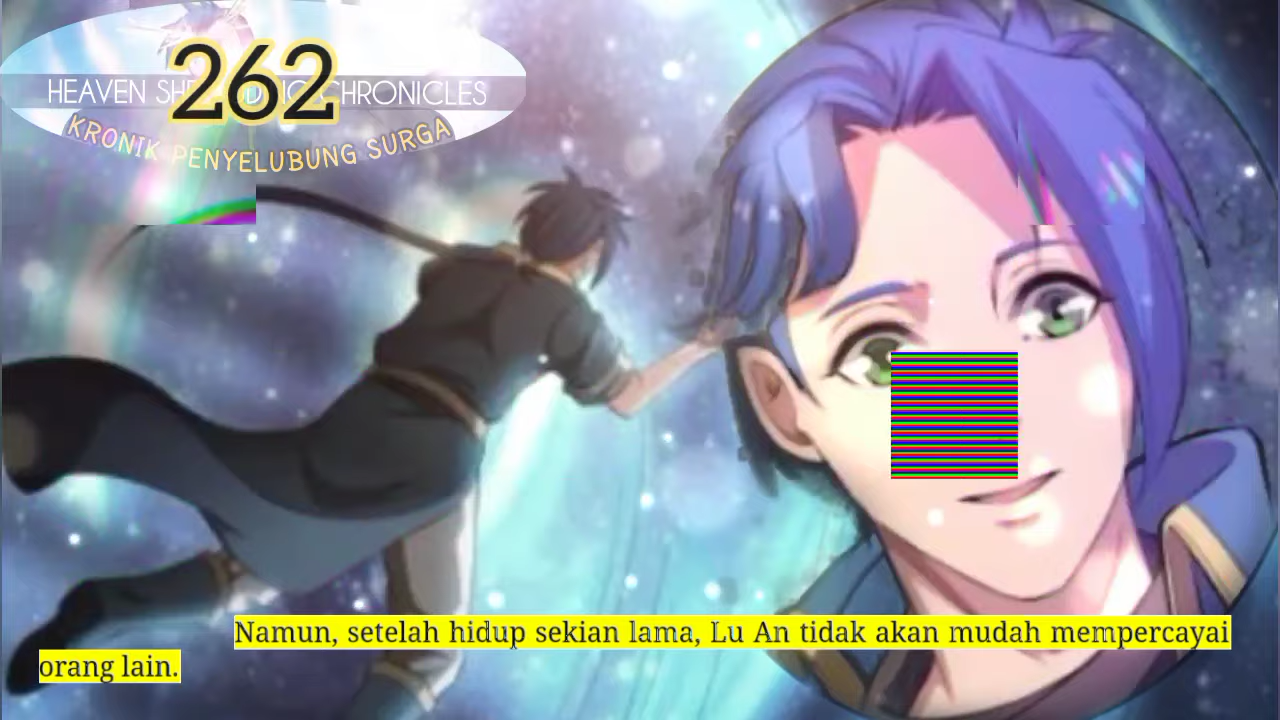 262
HEAVEN CHRONICLES
KRONIK PENYELUBUNG SURGA
Namun, setelah hidup sekian lama, Lu An tidak akan mudah mempercayai
orang lain.